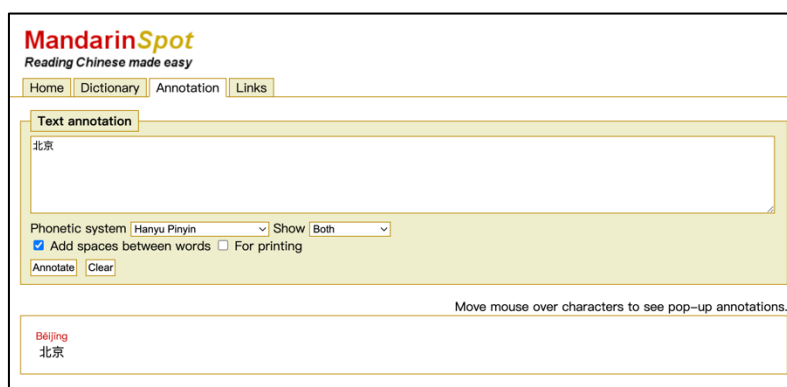 MandarinSpot
Reading Chinese made easy
Home Dictionary Annotation Links
Text annotation
北京
Phonetic system Hanyu Pinyin Show Both
Add spaces between words For printing
Annotate Clear
Move mouse over characters to see pop-up annotations.
Běijīng
北京